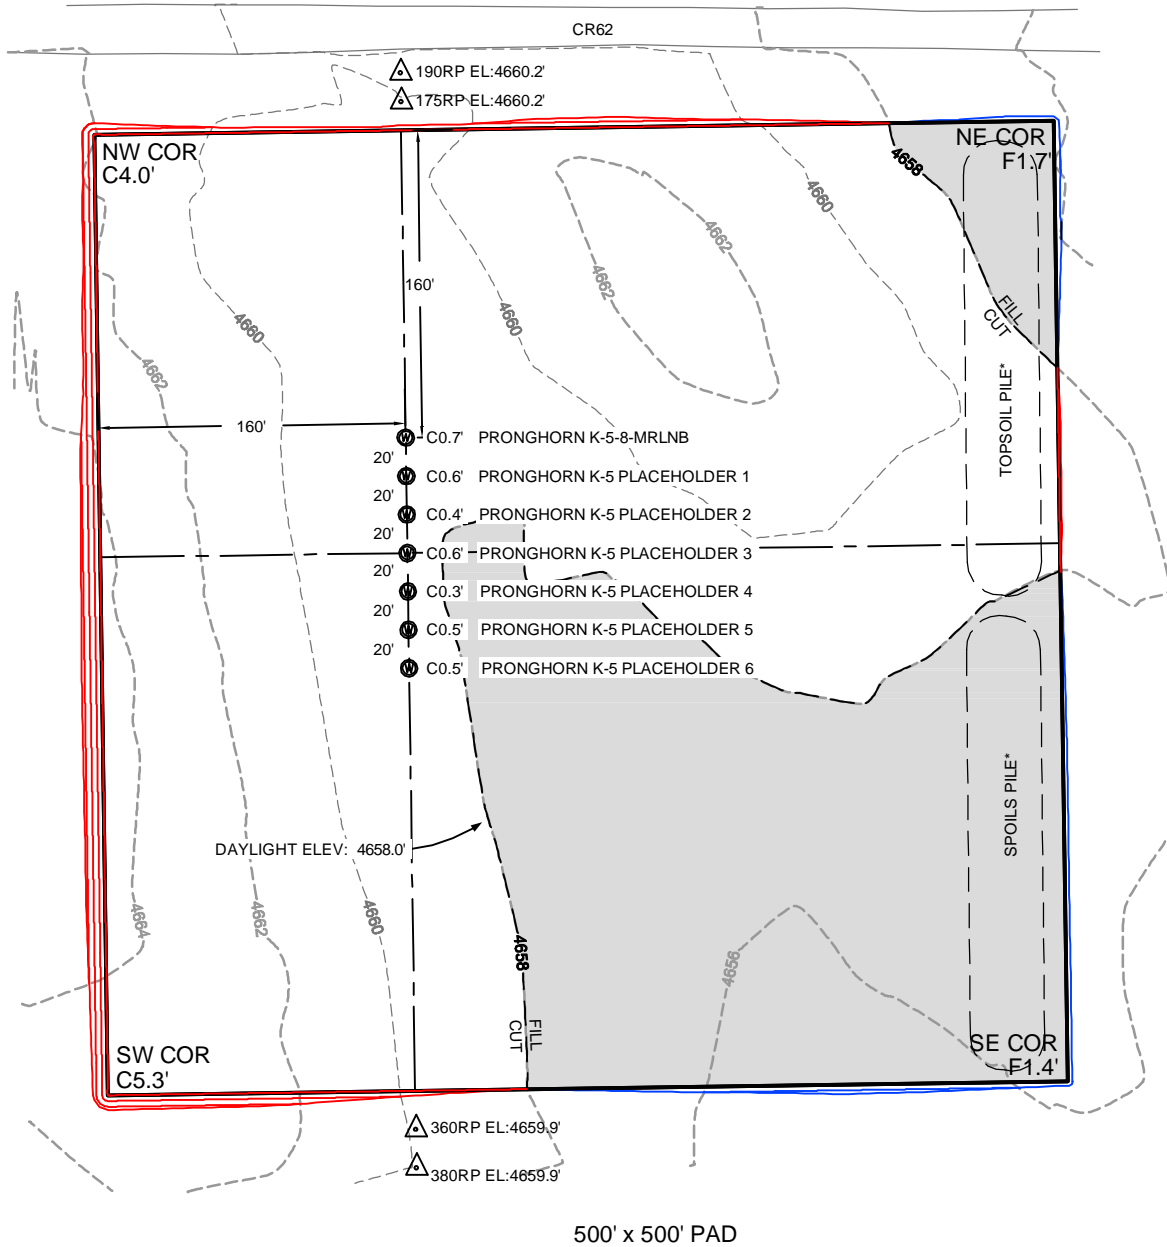 CR62
190RP EL:4660.2'
175RP EL:4660.2'
NW COR
C4.0'
NE COR
F1.7'
4658
4660
4662
4662
160'
FILL
CUT
4660
4660
4662
TOPSOIL PILE*
160'
C0.7' PRONGHORN K-5-8-MRLNB
20'
C0.6' PRONGHORN K-5 PLACEHOLDER 1
20'
C0.4' PRONGHORN K-5 PLACEHOLDER 2
20'
C0.6' PRONGHORN K-5 PLACEHOLDER 3
20'
C0.3' PRONGHORN K-5 PLACEHOLDER 4
20'
C0.5' PRONGHORN K-5 PLACEHOLDER 5
20'
C0.5' PRONGHORN K-5 PLACEHOLDER 6
SPOILS PILE*
DAYLIGHT ELEV: 4658.0'
4664
4662
4660
4658
4656
FILL
CUT
SW COR
C5.3'
SE COR
F1.4'
360RP EL:4659.9'
380RP EL:4659.9'
500' x 500' PAD